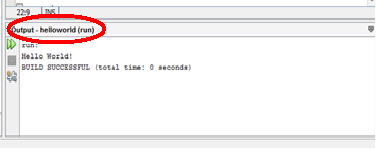 22:9 INS
Output - helloworld (run)
run:
Hello World!
BUILD SUCCESSFUL (total time: 0 seconds)